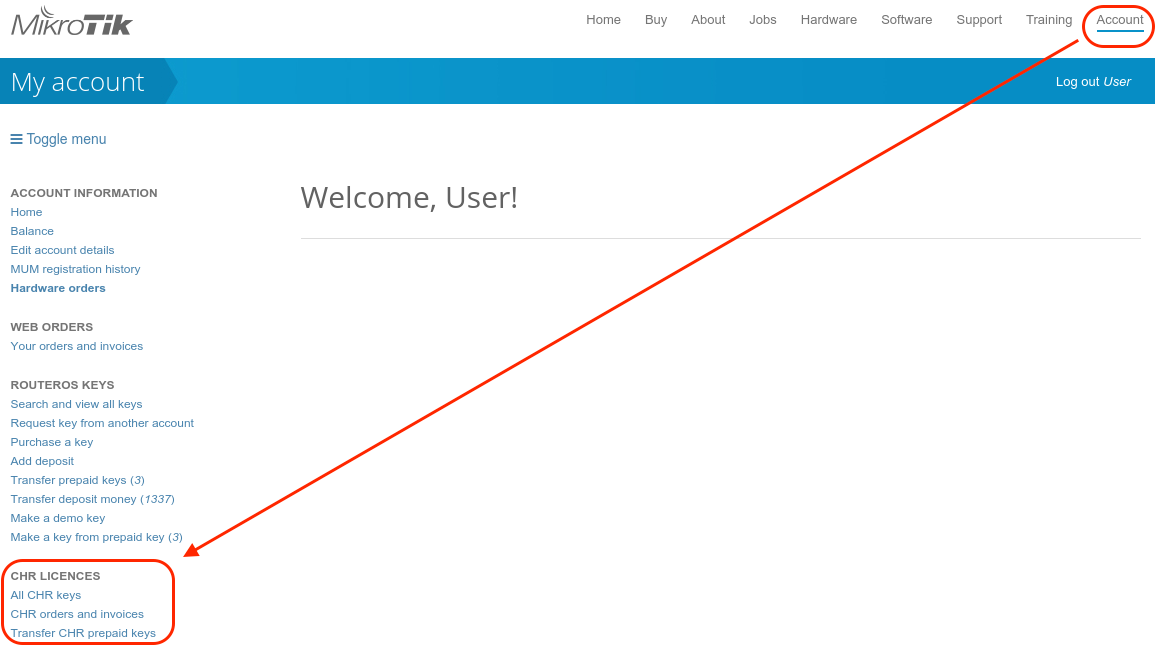 MikroTik
Home Buy About Jobs Hardware Software Support Training Account
My account
Log out User
Toggle menu
ACCOUNT INFORMATION
Home
Balance
Edit account details
MUM registration history
Hardware orders
Welcome, User!
WEB ORDERS
Your orders and invoices
ROUTEROS KEYS
Search and view all keys
Request key from another account
Purchase a key
Add deposit
Transfer prepaid keys (3)
Transfer deposit money (1337)
Make a demo key
Make a key from prepaid key (3)
CHR LICENCES
All CHR keys
CHR orders and invoices
Transfer CHR prepaid keys